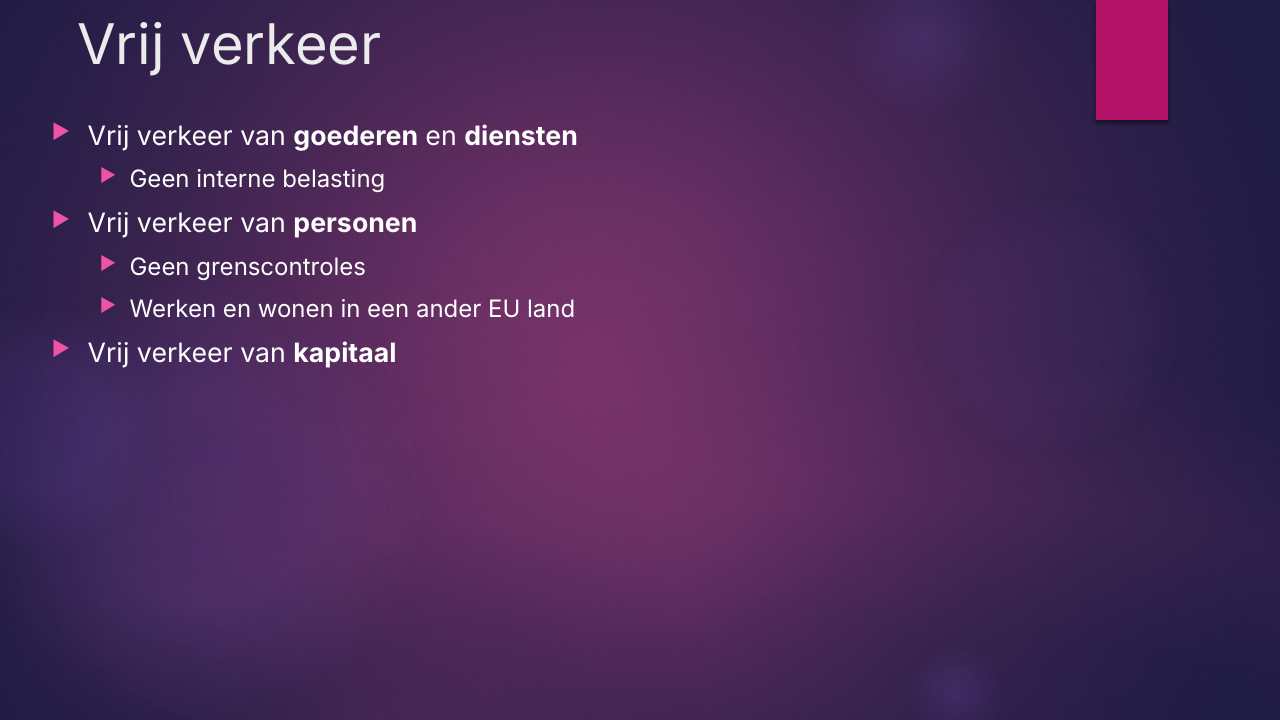 Vrij verkeer
Vrij verkeer van goederen en diensten
Geen interne belasting
Vrij verkeer van personen
Geen grenscontroles
Werken en wonen in een ander EU land
Vrij verkeer van kapitaal